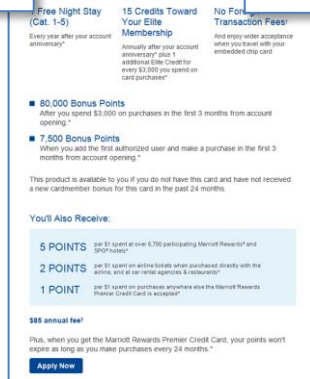 1 Free Night Stay
(Cat. 1-5)
Every year after your account
anniversary*
15 Credits Toward
Your Elite
Membership
Annually after your account
anniversary* plus 1
additional Elite Credit for
every $3,000 you spend on
card purchases*
No Foreign
Transaction Fees†
And enjoy wider acceptance
when you travel with your
embedded chip card
80,000 Bonus Points
After you spend $3,000 on purchases in the first 3 months from account
opening.*
7,500 Bonus Points
When you add the first authorized user and make a purchase in the first 3
months from account opening.*
This product is available to you if you do not have this card and have not received
a new cardmember bonus for this card in the past 24 months.
You'll Also Receive:
5 POINTS
per $1 spent at over 6,700 participating Marriott Rewards® and
SPG® hotels*
2 POINTS
per $1 spent on airline tickets when purchased directly with the
airline, and at car rental agencies & restaurants*
1 POINT
per $1 spent on purchases anywhere else the Marriott Rewards
Premier Credit Card is accepted*
$85 annual fee†
Plus, when you get the Marriott Rewards Premier Credit Card, your points won't
expire as long as you make purchases every 24 months.*
Apply Now